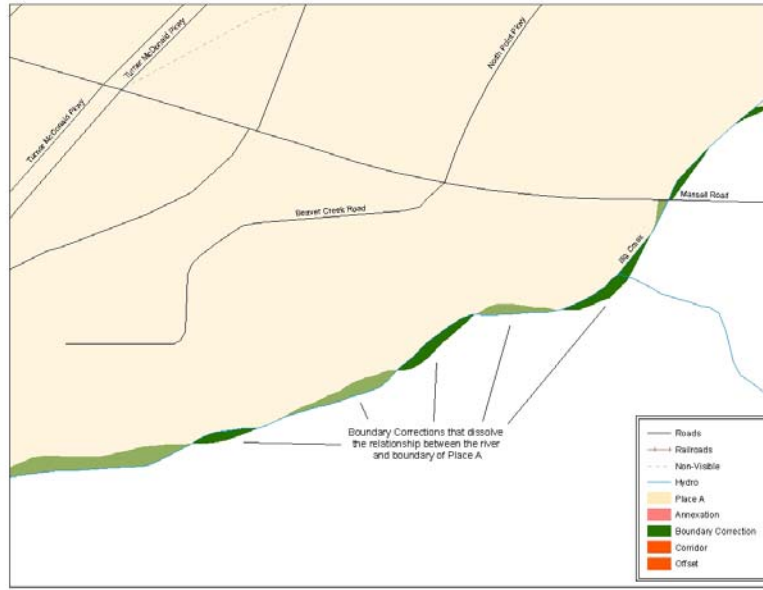 Turner McDonald Pkwy
Turner McDonald Pkwy
North Point Pkwy
Beaver Creek Road
Mansell Road
Big Creek
Boundary Corrections that dissolve
the relationship between the river
and boundary of Place A
Roads
Railroads
Non-Visible
Hydro
Place A
Annexation
Boundary Correction
Corridor
Offset